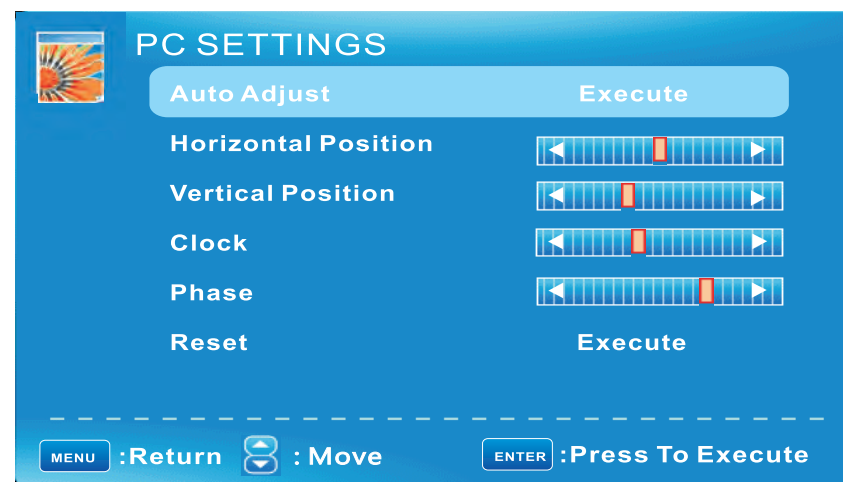 PC SETTINGS
Auto Adjust Execute
Horizontal Position
Vertical Position
Clock
Phase
Reset Execute
MENU :Return : Move ENTER :Press To Execute